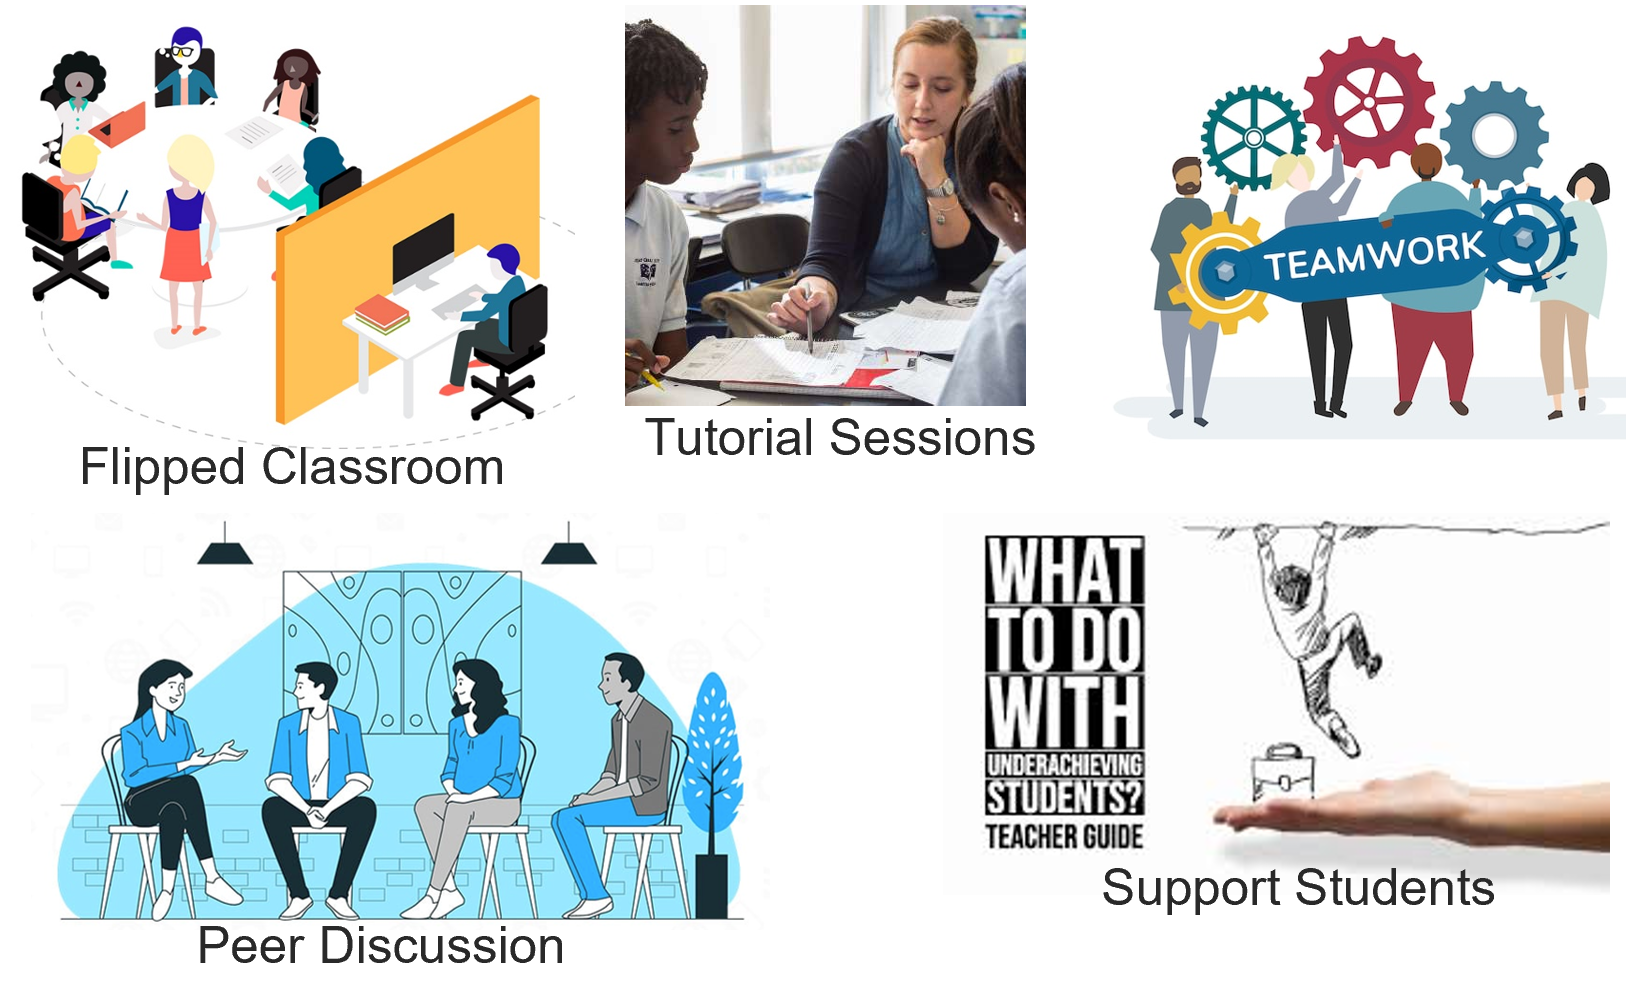 TEAMWORK
Tutorial Sessions
Flipped Classroom
WHAT
TO DO
WITH
UNDERACHIEVING
STUDENTS?
TEACHER GUIDE
Support Students
Peer Discussion